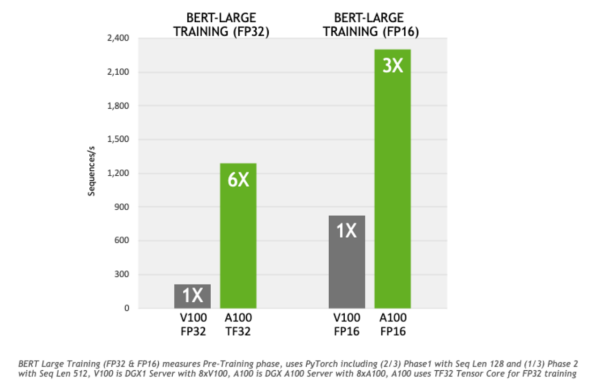 BERT-LARGE
TRAINING (FP32)
BERT-LARGE
TRAINING (FP16)
Sequences/s
2,400
2,100
1,800
1,500
1,200
900
600
300
0
1X
6X
1X
3X
V100
FP32
A100
TF32
V100
FP16
A100
FP16
BERT Large Training (FP32 & FP16) measures Pre-Training phase, uses PyTorch including (2/3) Phase1 with Seq Len 128 and (1/3) Phase 2
with Seq Len 512, V100 is DGX1 Server with 8xV100, A100 is DGX A100 Server with 8xA100, A100 uses TF32 Tensor Core for FP32 training